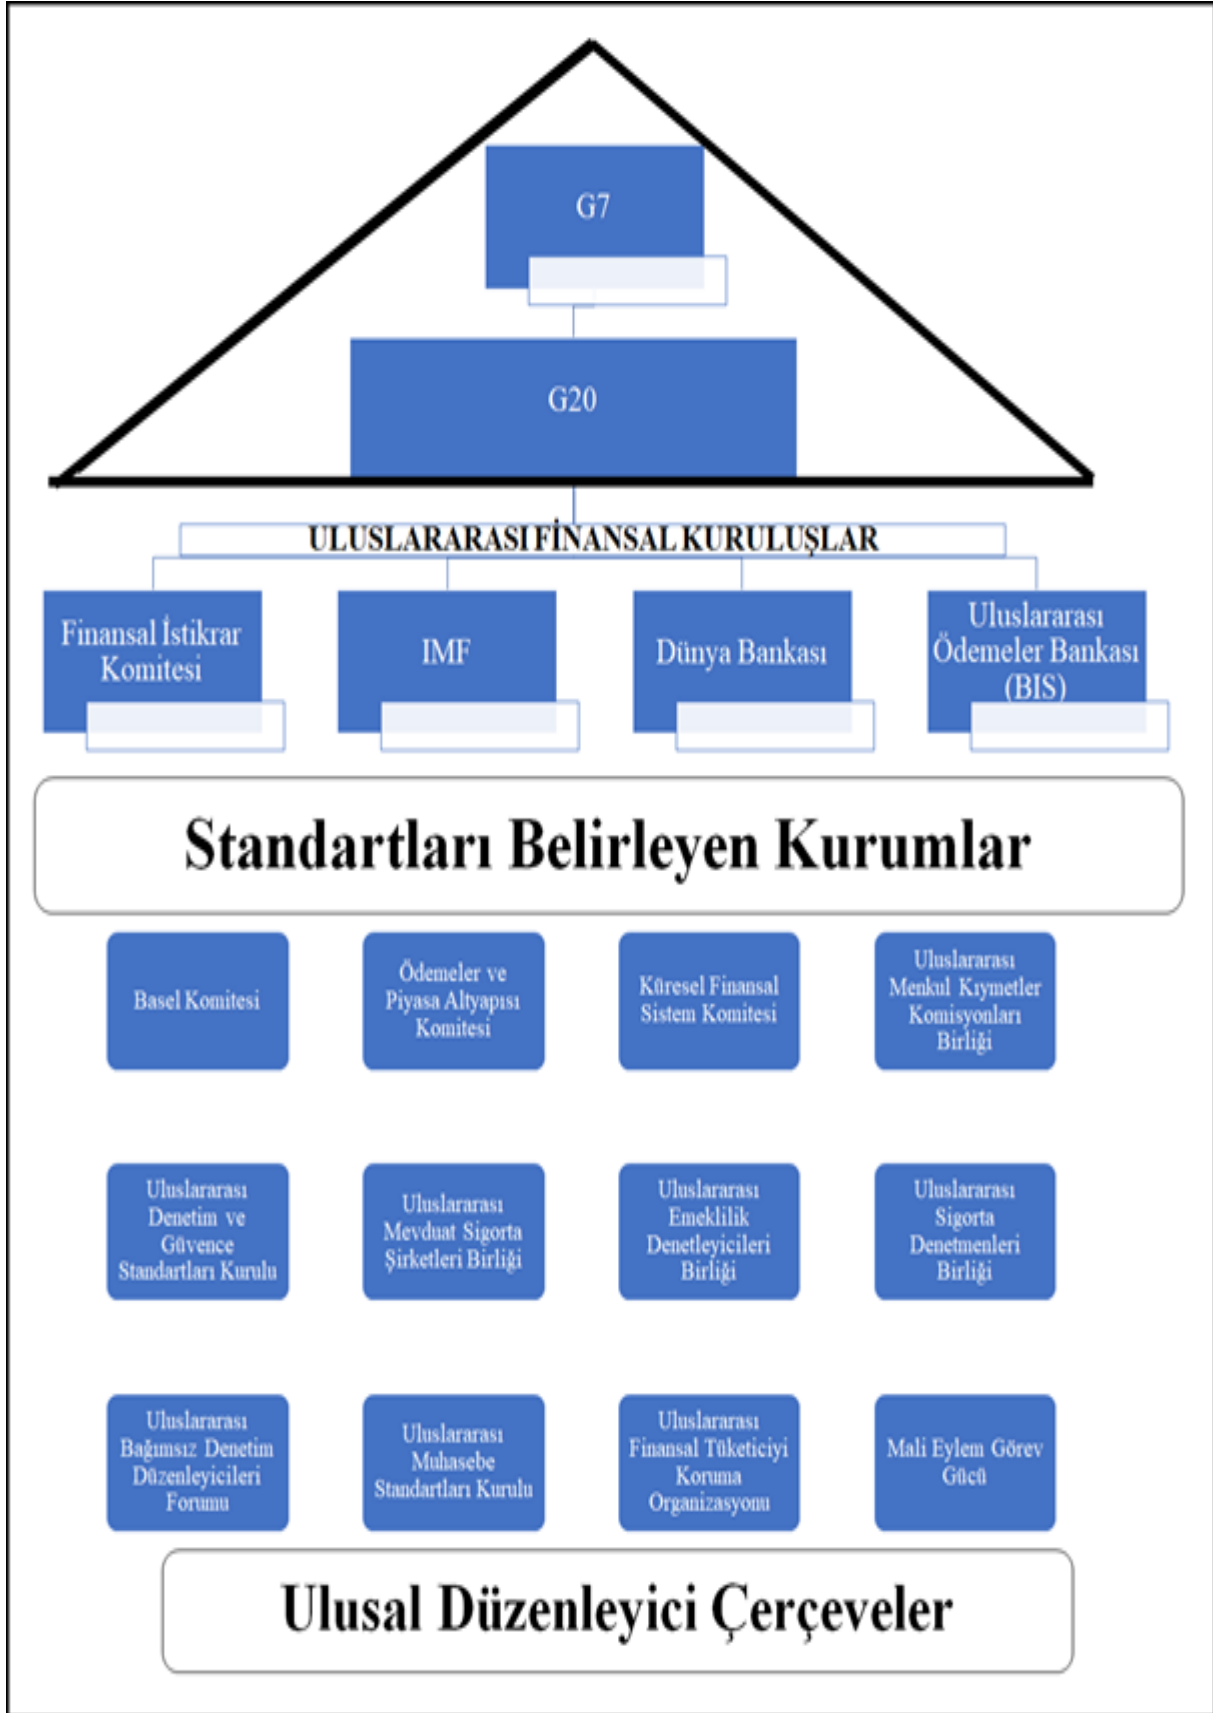 G7
G20
ULUSLARARASI FİNANSAL KURULUŞLAR
Finansal İstikrar
Komitesi
IMF
Dünya Bankası
Uluslararası
Ödemeler Bankası
(BIS)
Standartları Belirleyen Kurumlar
Basel Komitesi
Ödemeler ve
Piyasa Altyapısı
Komitesi
Küresel Finansal
Sistem Komitesi
Uluslararası
Menkul Kıymetler
Komisyonları
Birliği
Uluslararası
Denetim ve
Güvence
Standartları Kurulu
Uluslararası
Mevduat Sigorta
Şirketleri Birliği
Uluslararası
Emeklilik
Denetleyicileri
Birliği
Uluslararası
Sigorta
Denetmenleri
Birliği
Uluslararası
Bağımsız Denetim
Düzenleyicileri
Forumu
Uluslararası
Muhasebe
Standartları Kurulu
Uluslararası
Finansal Tüketiciyi
Koruma
Organizasyonu
Mali Eylem Görev
Gücü
Ulusal Düzenleyici Çerçeveler